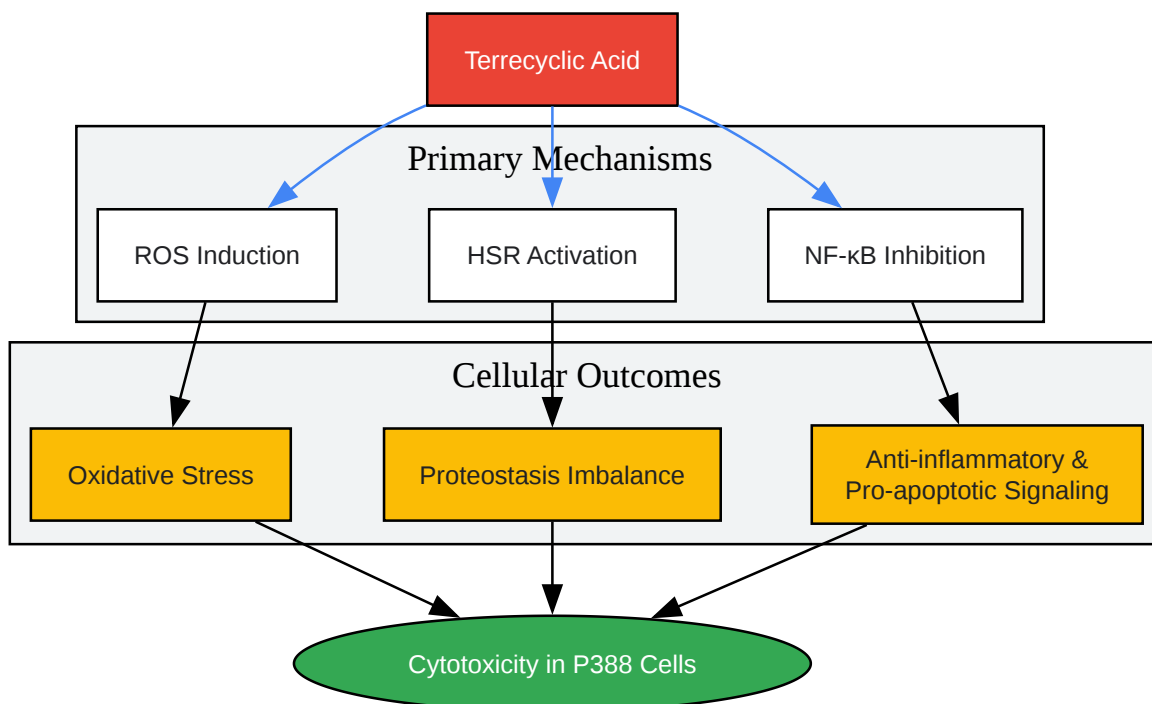 Terrecyclic Acid
Primary Mechanisms
ROS Induction
HSR Activation
NF-κB Inhibition
Cellular Outcomes
Oxidative Stress
Proteostasis Imbalance
Anti-inflammatory &
Pro-apoptotic Signaling
Cytotoxicity in P388 Cells